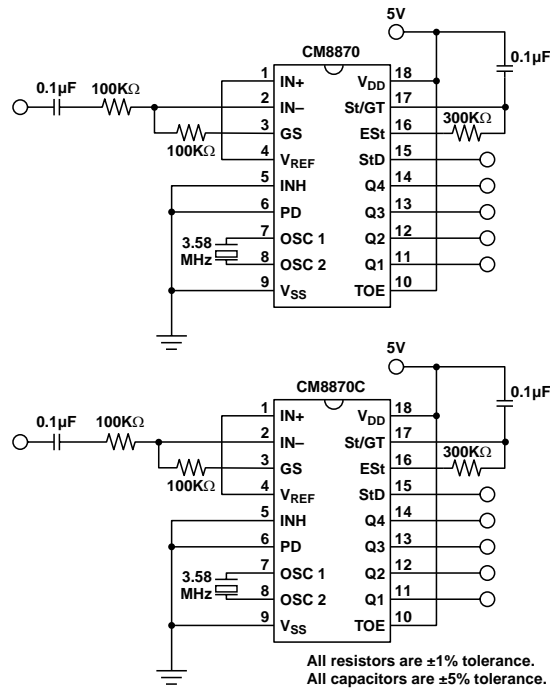 5V
CM8870
0.1µF
100KΩ
100KΩ
0.1µF
300KΩ
1 IN+
2 IN–
3 GS
4 VREF
5 INH
6 PD
7 OSC 1
8 OSC 2
9 VSS
VDD 18
St/GT 17
ESt 16
StD 15
Q4 14
Q3 13
Q2 12
Q1 11
TOE 10
3.58
MHz
5V
CM8870C
0.1µF
100KΩ
100KΩ
0.1µF
300KΩ
1 IN+
2 IN–
3 GS
4 VREF
5 INH
6 PD
7 OSC 1
8 OSC 2
9 VSS
VDD 18
St/GT 17
ESt 16
StD 15
Q4 14
Q3 13
Q2 12
Q1 11
TOE 10
3.58
MHz
All resistors are ±1% tolerance.
All capacitors are ±5% tolerance.